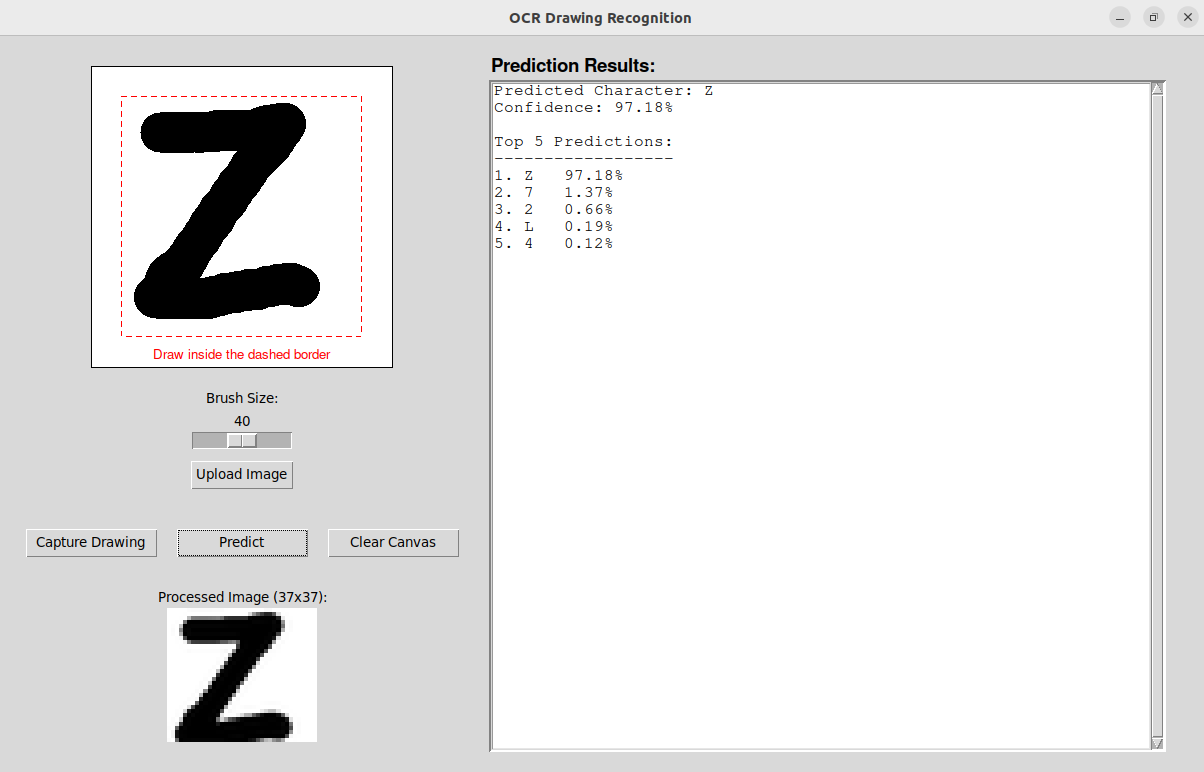 OCR Drawing Recognition
Z
Draw inside the dashed border
Brush Size:
40
Upload Image
Capture Drawing Predict Clear Canvas
Processed Image (37x37):
Z
Prediction Results:
Predicted Character: Z
Confidence: 97.18%
Top 5 Predictions:
------------------
1. Z 97.18%
2. 7 1.37%
3. 2 0.66%
4. L 0.19%
5. 4 0.12%